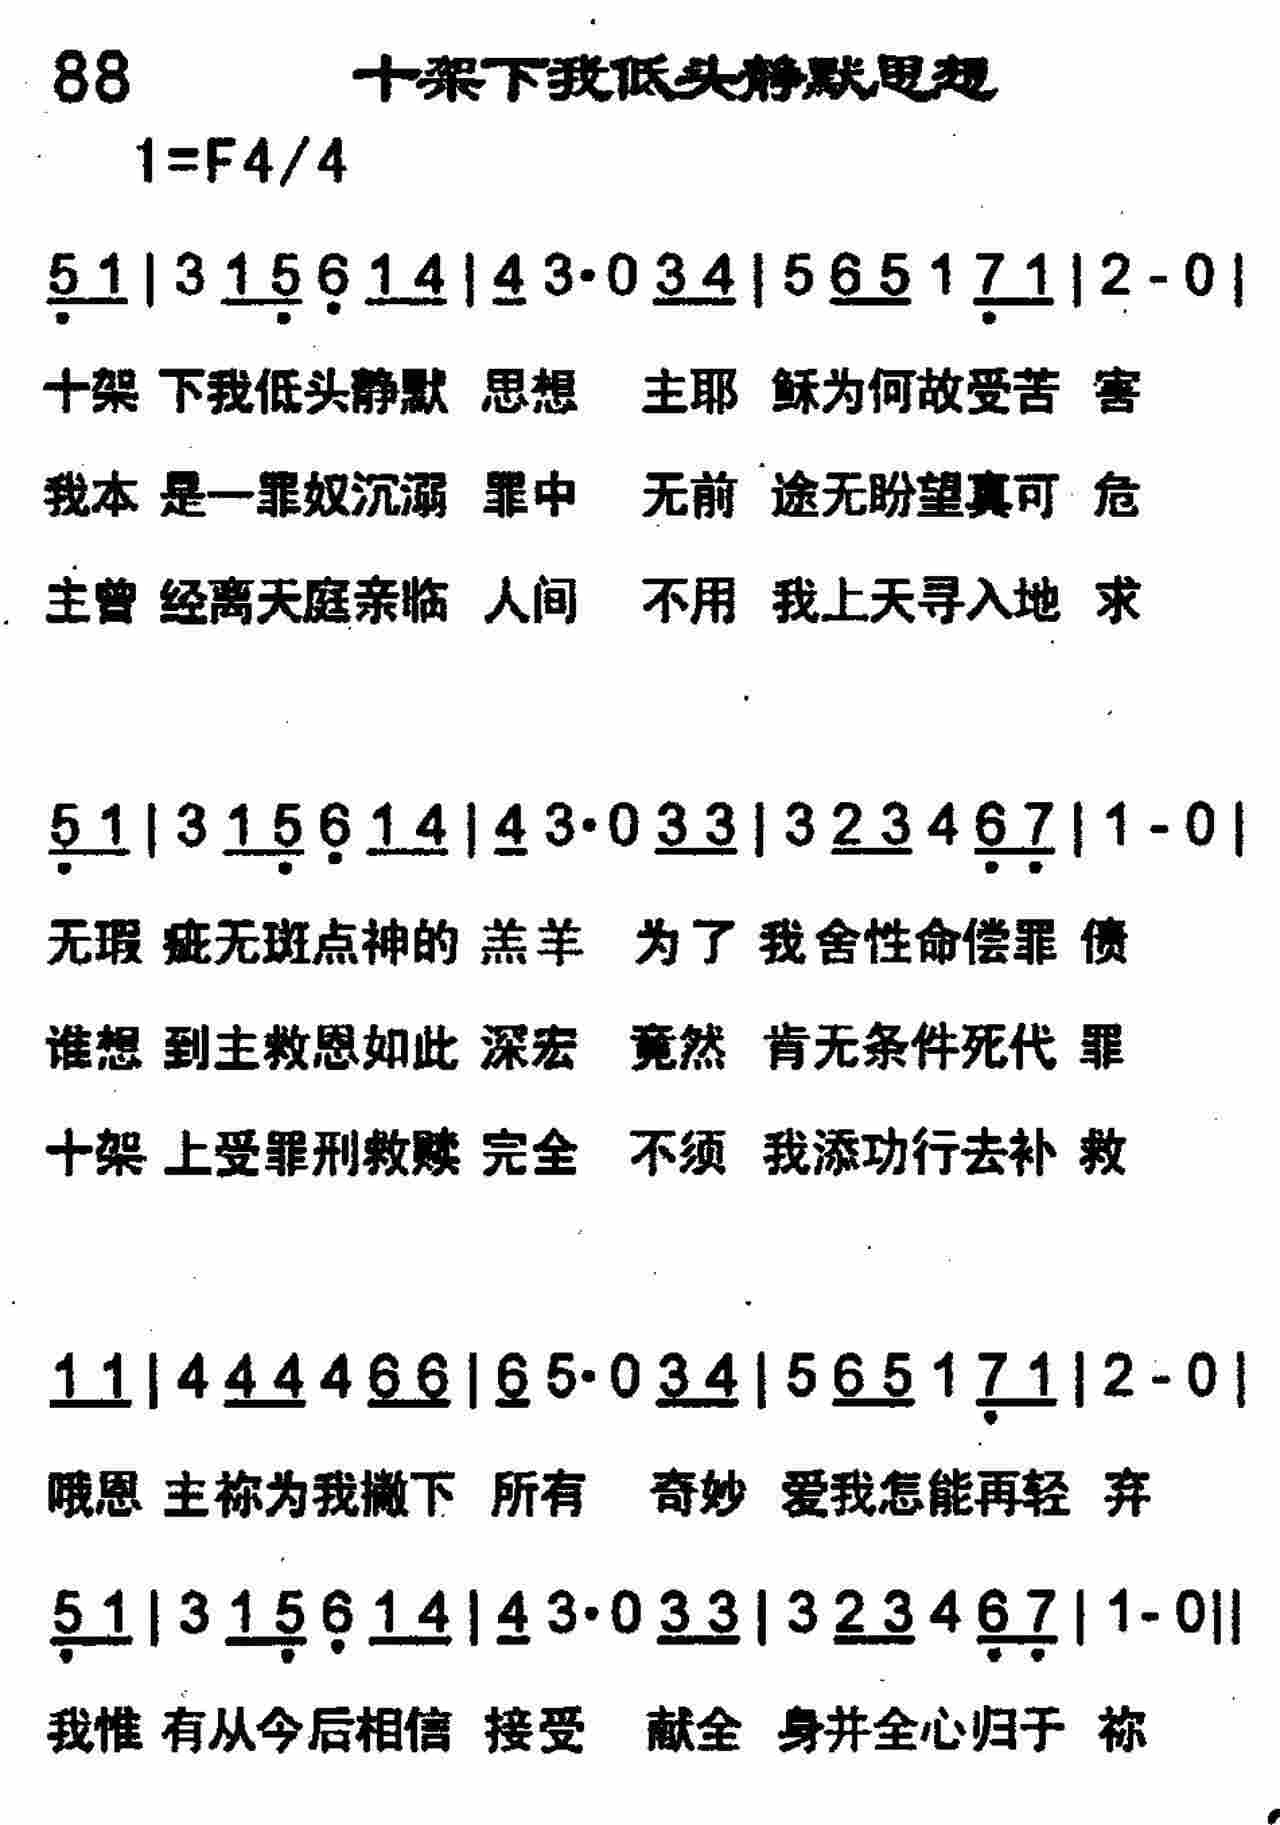 88 十架下我低头静默思想
1=F4/4
5 1 | 3 1 5 6 1 4 | 4 3·0 3 4 | 5 6 5 1 7 1 | 2 - 0 |
十架 下我低头静默 思想 主耶 稣为何故受苦 害
我本 是一罪奴沉溺 罪中 无前 途无盼望真可 危
主曾 经离天庭亲临 人间 不用 我上天寻入地 求
5 1 | 3 1 5 6 1 4 | 4 3·0 3 3 | 3 2 3 4 6 7 | 1 - 0 |
无瑕 疵无斑点神的 羔羊 为了 我舍性命偿罪 债
谁想 到主救恩如此 深宏 竟然 肯无条件死代 罪
十架 上受罪刑救赎 完全 不须 我添功行去补 救
1 1 | 4 4 4 4 6 6 | 6 5·0 3 4 | 5 6 5 1 7 1 | 2 - 0 |
哦恩 主祢为我撇下 所有 奇妙 爱我怎能再轻 弃
5 1 | 3 1 5 6 1 4 | 4 3·0 3 3 | 3 2 3 4 6 7 | 1 - 0 ||
我惟 有从今后相信 接受 献全 身并全心归于 祢